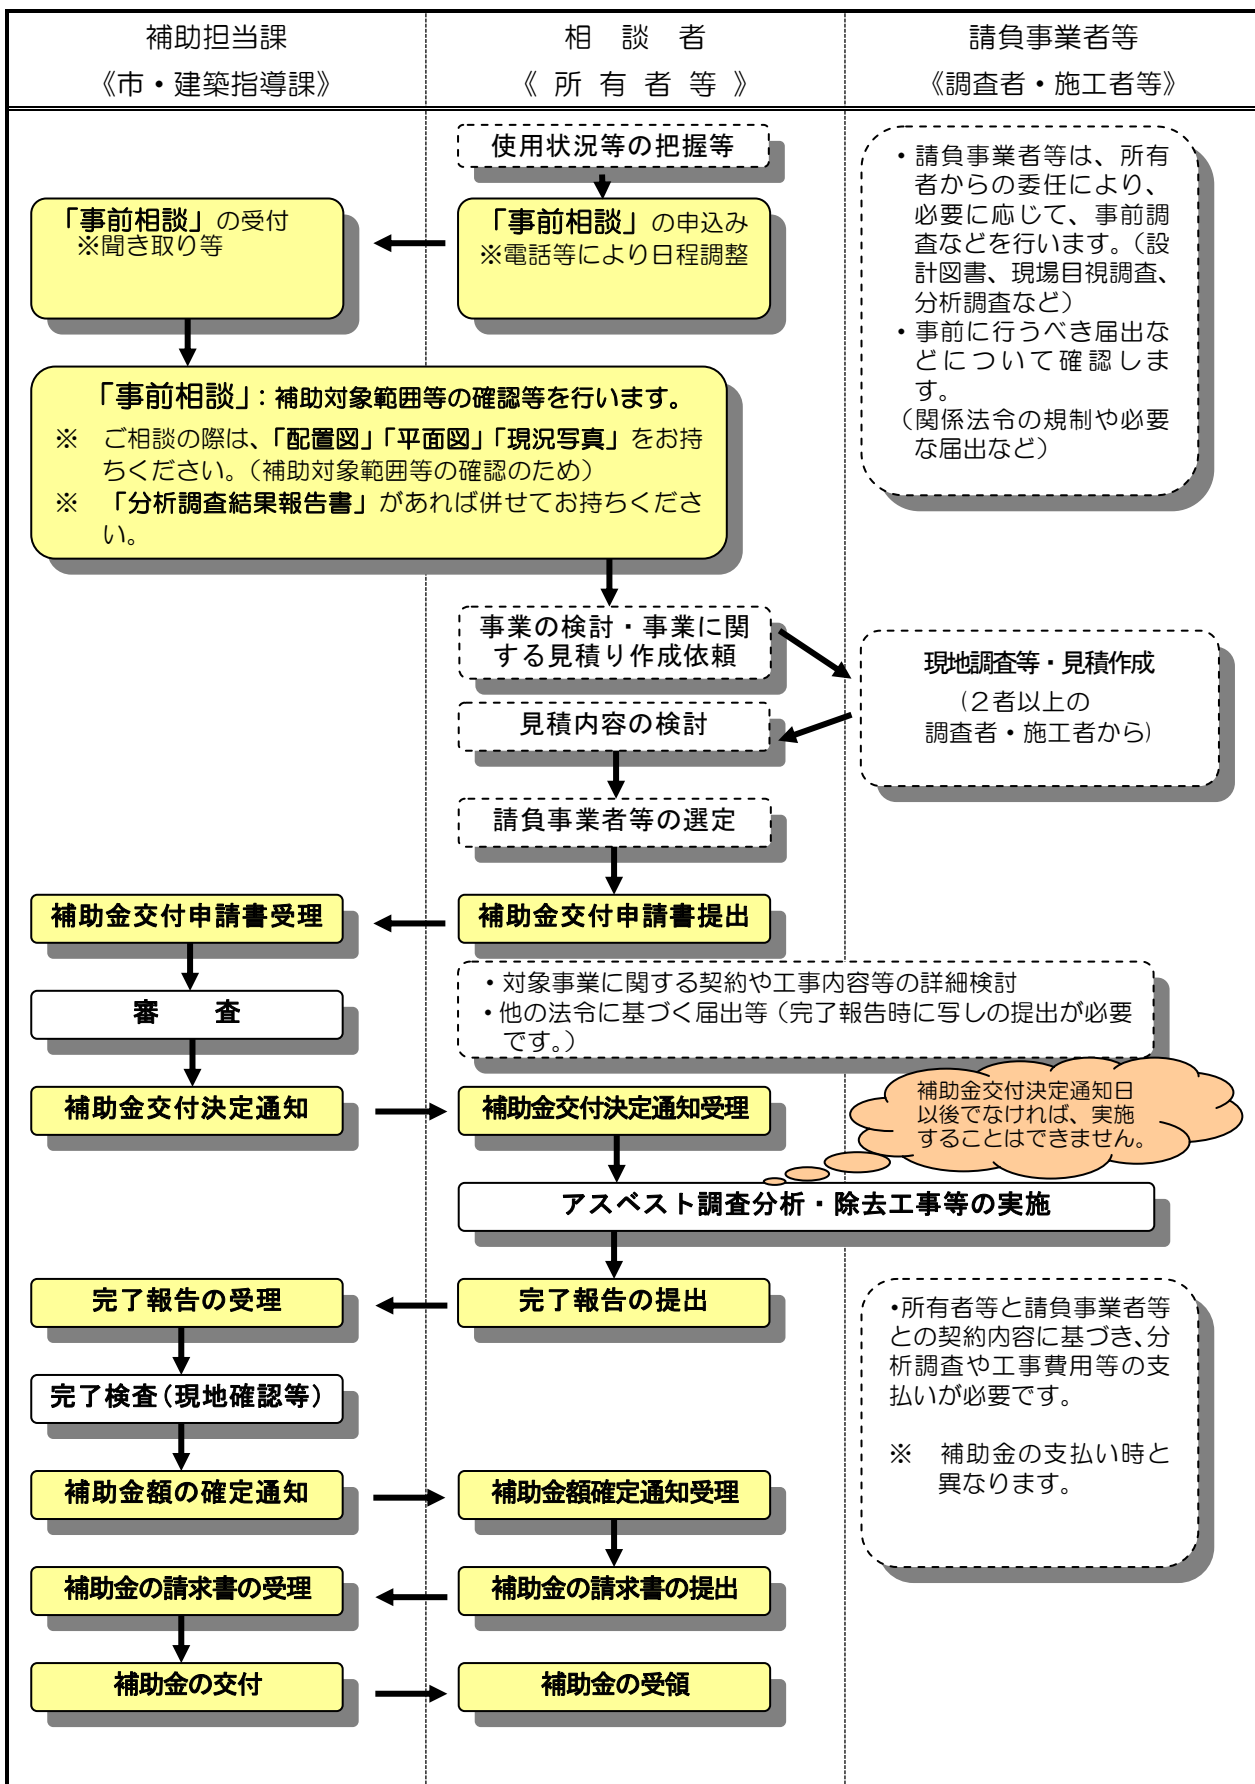 補助担当課
《市・建築指導課》
相　談　者
《 所 有 者 等 》
請負事業者等
《調査者・施工者等》
使用状況等の把握等
「事前相談」の受付
※聞き取り等
「事前相談」の申込み
※電話等により日程調整
・請負事業者等は、所有
者からの委任により、
必要に応じて、事前調
査などを行います。（設
計図書、現場目視調査、
分析調査など）
・事前に行うべき届出な
どについて確認しま
す。
（関係法令の規制や必要
な届出など）
「事前相談」：補助対象範囲等の確認等を行います。
※　ご相談の際は、「配置図」「平面図」「現況写真」をお持
ちください。（補助対象範囲等の確認のため）
※　「分析調査結果報告書」があれば併せてお持ちくださ
い。
事業の検討・事業に関
する見積り作成依頼
現地調査等・見積作成
（２者以上の
調査者・施工者から）
見積内容の検討
請負事業者等の選定
補助金交付申請書受理
補助金交付申請書提出
審　　査
・対象事業に関する契約や工事内容等の詳細検討
・他の法令に基づく届出等（完了報告時に写しの提出が必要
です。）
補助金交付決定通知
補助金交付決定通知受理
補助金交付決定通知日
以後でなければ、実施
することはできません。
アスベスト調査分析・除去工事等の実施
完了報告の受理
完了報告の提出
・所有者等と請負事業者等
との契約内容に基づき、分
析調査や工事費用等の支
払いが必要です。
※　補助金の支払い時と
異なります。
完了検査（現地確認等）
補助金額の確定通知
補助金額確定通知受理
補助金の請求書の受理
補助金の請求書の提出
補助金の交付
補助金の受領